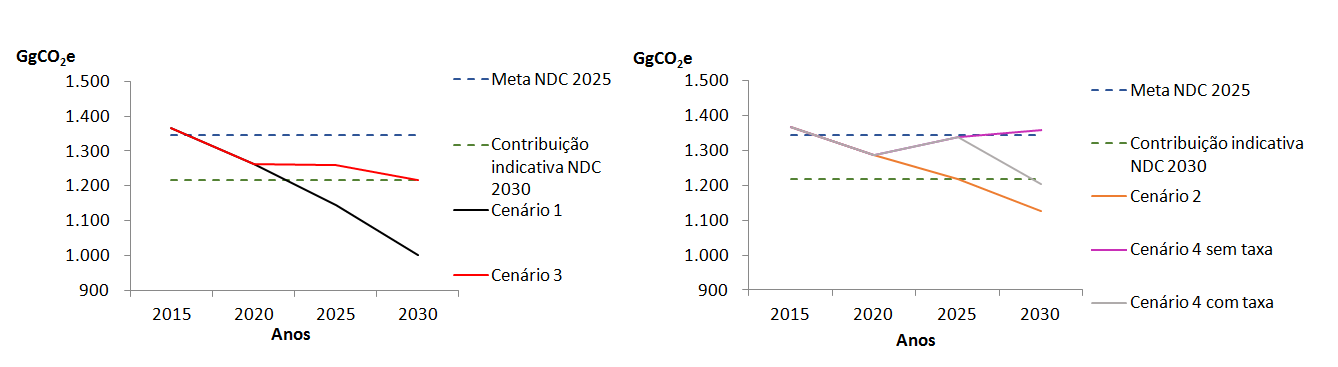 GgCO₂e
1.500
1.400
1.300
1.200
1.100
1.000
900
2015 2020 2025 2030
Anos
Meta NDC 2025
Contribuição
indicativa NDC
2030
Cenário 1
Cenário 3
GgCO₂e
1.500
1.400
1.300
1.200
1.100
1.000
900
2015 2020 2025 2030
Anos
Meta NDC 2025
Contribuição indicativa
NDC 2030
Cenário 2
Cenário 4 sem taxa
Cenário 4 com taxa